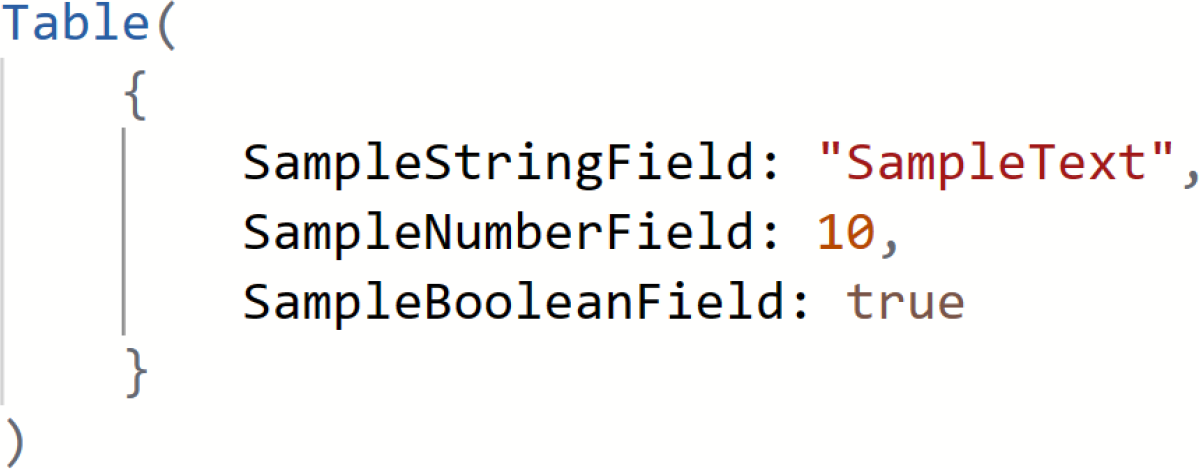 Table(
{
SampleStringField: "SampleText",
SampleNumberField: 10,
SampleBooleanField: true
}
)